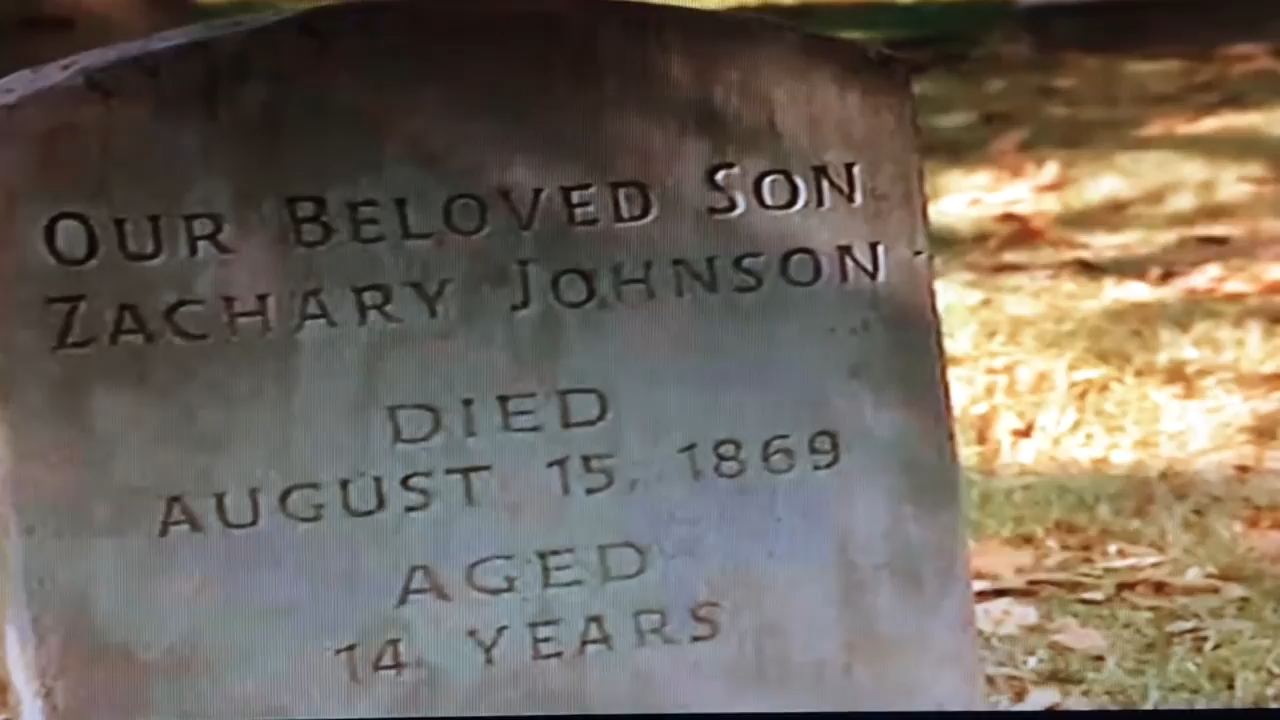 OUR BELOVED SON
ZACHARY JOHNSON
DIED
AUGUST 15, 1869
AGED
14 YEARS